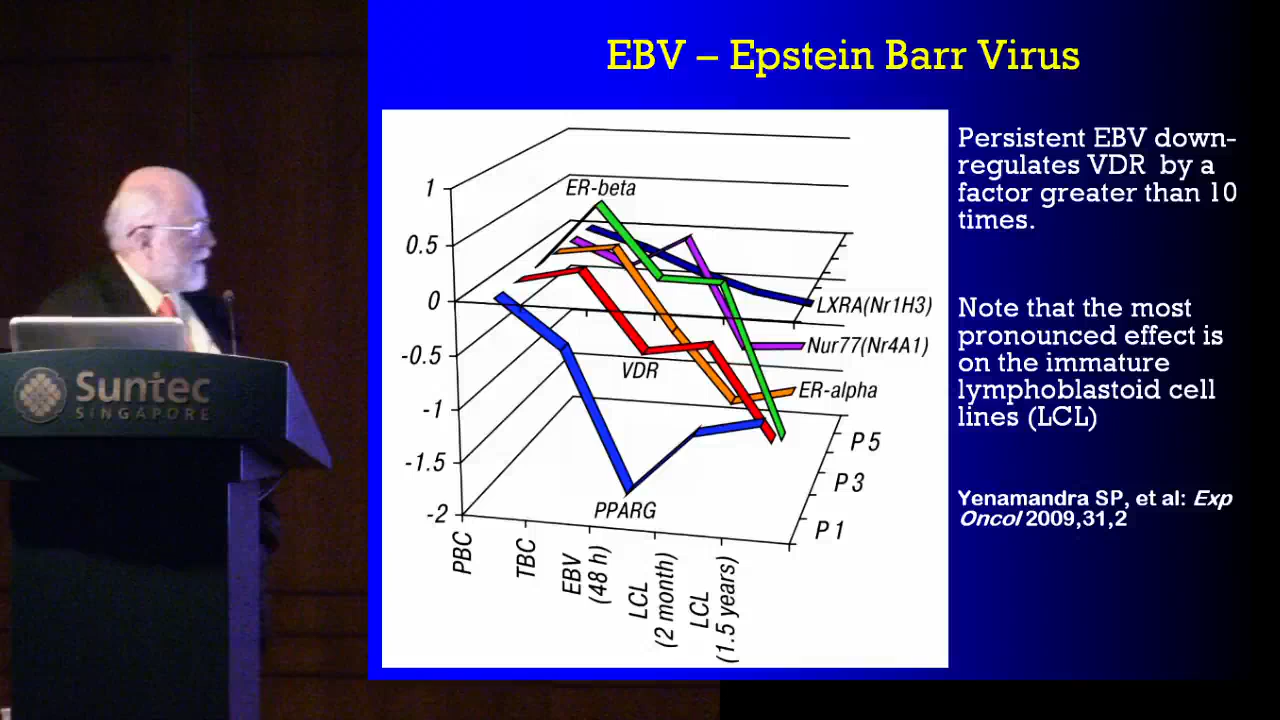 EBV – Epstein Barr Virus
Persistent EBV down-
regulates VDR by a
factor greater than 10
times.
Note that the most
pronounced effect is
on the immature
lymphoblastoid cell
lines (LCL)
Yenamandra SP, et al: Exp
Oncol 2009,31,2
1
0.5
0
-0.5
-1
-1.5
-2
ER-beta
LXRA(Nr1H3)
Nur77(Nr4A1)
VDR
ER-alpha
PPARG
P 5
P 3
P 1
PBC
TBC
EBV
(48 h)
LCL
(2 month)
LCL
(1.5 years)
Suntec
SINGAPORE